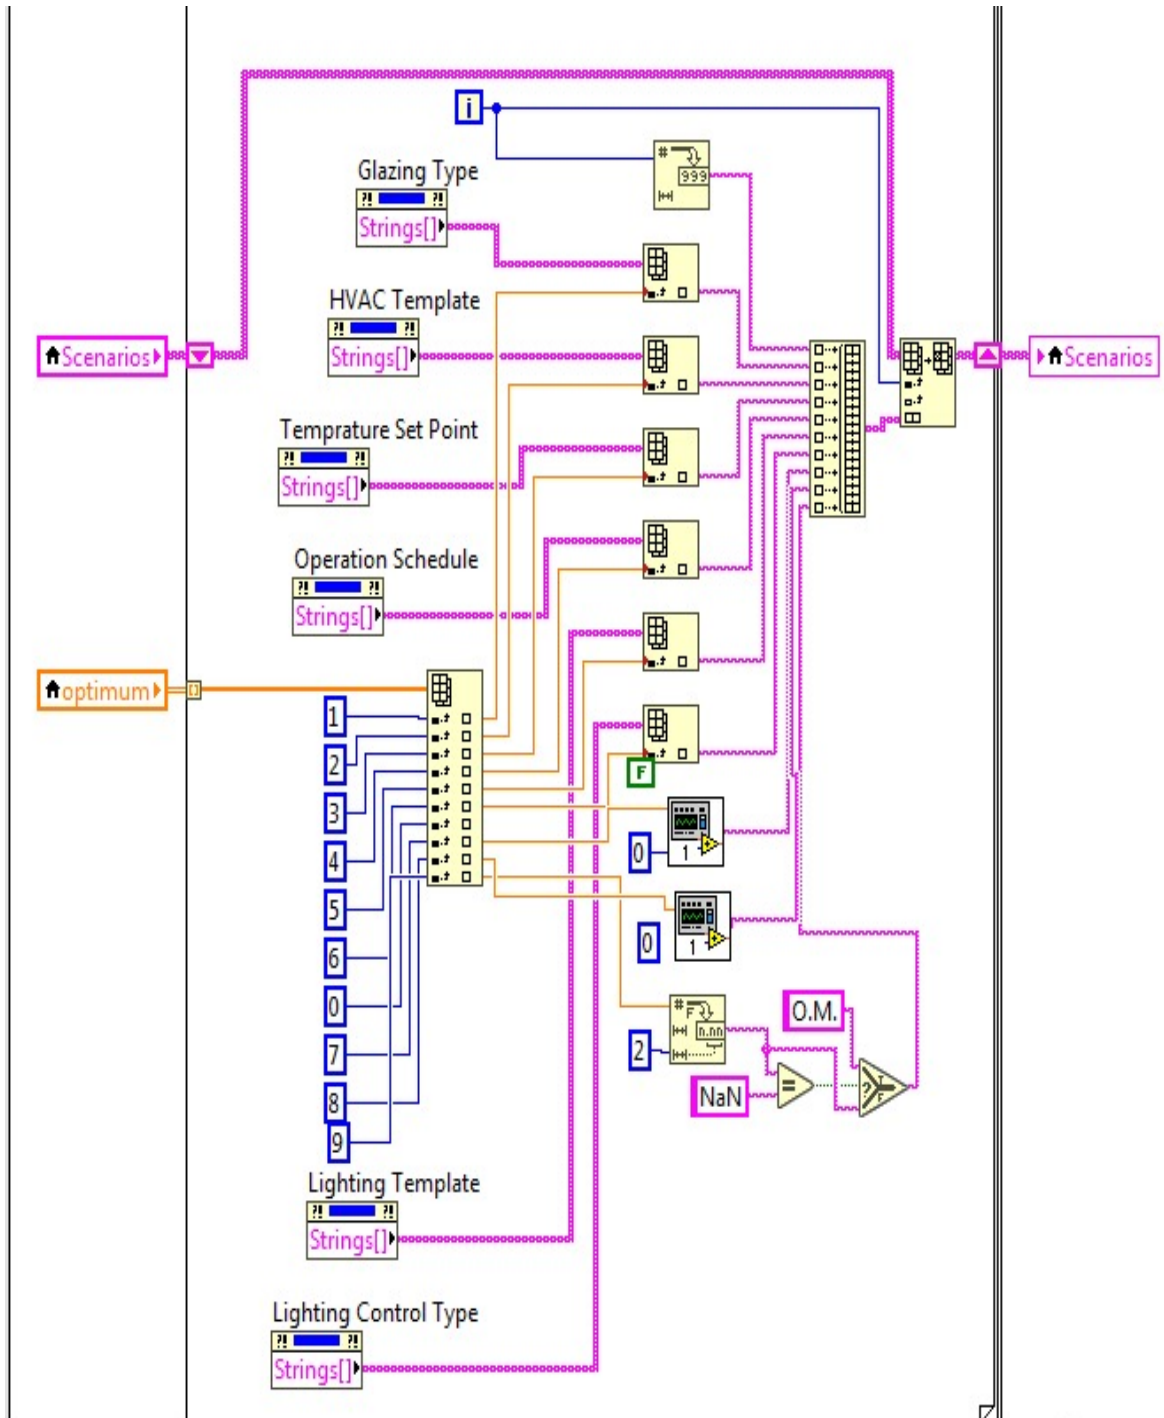 i
#
999
Glazing Type
?! ?!
Strings[]
HVAC Template
?! ?!
Strings[]
Scenarios
Scenarios
Temprature Set Point
?! ?!
Strings[]
Operation Schedule
?! ?!
Strings[]
optimum
1
2
3
4
5
6
0
7
8
9
F
0
1
0
1
#
F
n.nn
2
O.M.
NaN
=
?
T
F
Lighting Template
?! ?!
Strings[]
Lighting Control Type
?! ?!
Strings[]